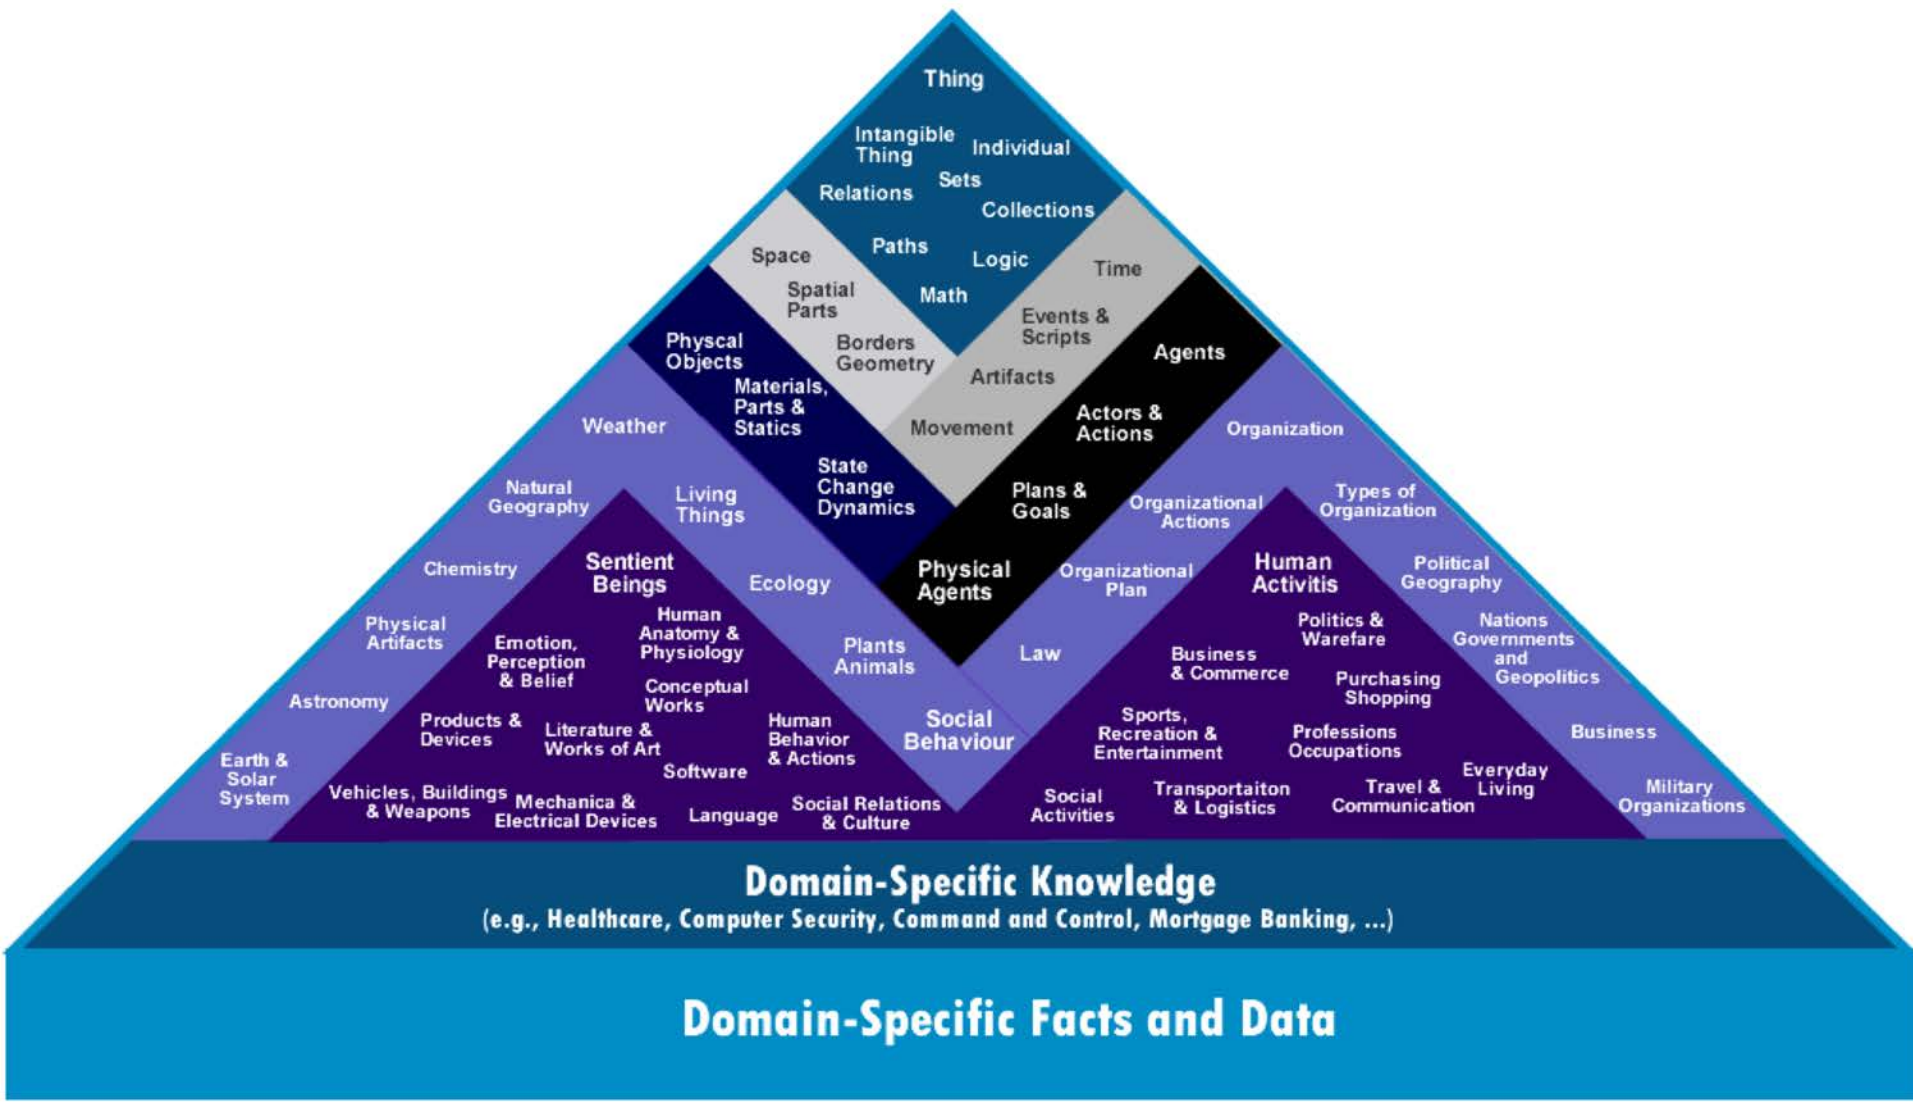 Thing
Intangible
Thing
Individual
Sets
Relations
Collections
Paths
Logic
Math
Space
Spatial
Parts
Borders
Geometry
Time
Events &
Scripts
Artifacts
Movement
Physcal
Objects
Materials,
Parts &
Statics
State
Change
Dynamics
Agents
Actors &
Actions
Plans &
Goals
Physical
Agents
Weather
Natural
Geography
Living
Things
Chemistry
Ecology
Physical
Artifacts
Plants
Animals
Astronomy
Social
Behaviour
Earth &
Solar
System
Organization
Organizational
Actions
Types of
Organization
Organizational
Plan
Political
Geography
Law
Nations
Governments
and
Geopolitics
Business
Military
Organizations
Sentient
Beings
Human
Anatomy &
Physiology
Emotion,
Perception
& Belief
Conceptual
Works
Products &
Devices
Literature &
Works of Art
Human
Behavior
& Actions
Software
Vehicles, Buildings
& Weapons
Mechanica &
Electrical Devices
Language
Social Relations
& Culture
Human
Activitis
Politics &
Warefare
Business
& Commerce
Purchasing
Shopping
Sports,
Recreation &
Entertainment
Professions
Occupations
Everyday
Living
Social
Activities
Transportaiton
& Logistics
Travel &
Communication
Domain-Specific Knowledge
(e.g., Healthcare, Computer Security, Command and Control, Mortgage Banking, ...)
Domain-Specific Facts and Data